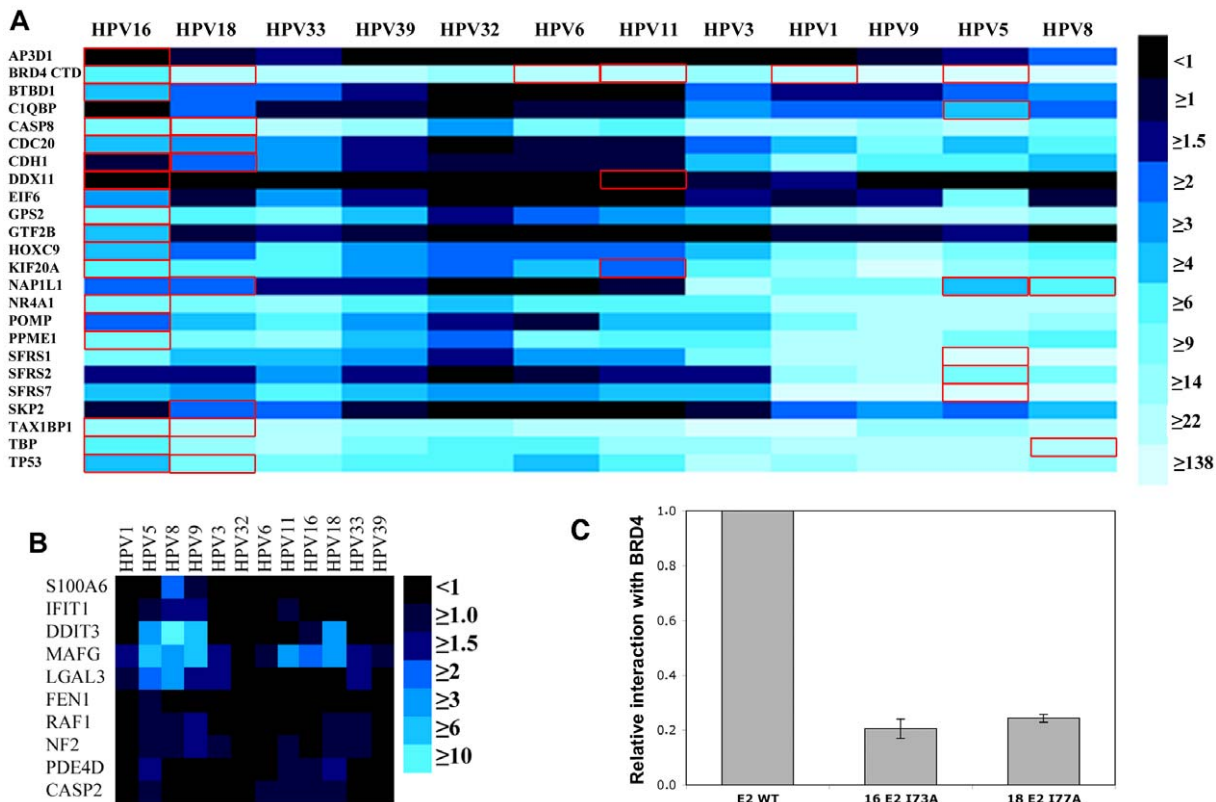 A
HPV16 HPV18 HPV33 HPV39 HPV32 HPV6 HPV11 HPV3 HPV1 HPV9 HPV5 HPV8
AP3D1
BRD4 CTD
BTBD1
C1QBP
CASP8
CDC20
CDH1
DDX11
EIF6
GPS2
GTF2B
HOXC9
KIF20A
NAP1L1
NR4A1
POMP
PPME1
SFRS1
SFRS2
SFRS7
SKP2
TAX1BP1
TBP
TP53
<1
≥1
≥1.5
≥2
≥3
≥4
≥6
≥9
≥14
≥22
≥138
B
HPV1 HPV5 HPV8 HPV9 HPV3 HPV32 HPV6 HPV11 HPV16 HPV18 HPV33 HPV39
S100A6
IFIT1
DDIT3
MAFG
LGAL3
FEN1
RAF1
NF2
PDE4D
CASP2
<1
≥1.0
≥1.5
≥2
≥3
≥6
≥10
C
Relative interaction with BRD4
1.0
0.8
0.6
0.4
0.2
0.0
E2 WT 16 E2 I73A 18 E2 I77A